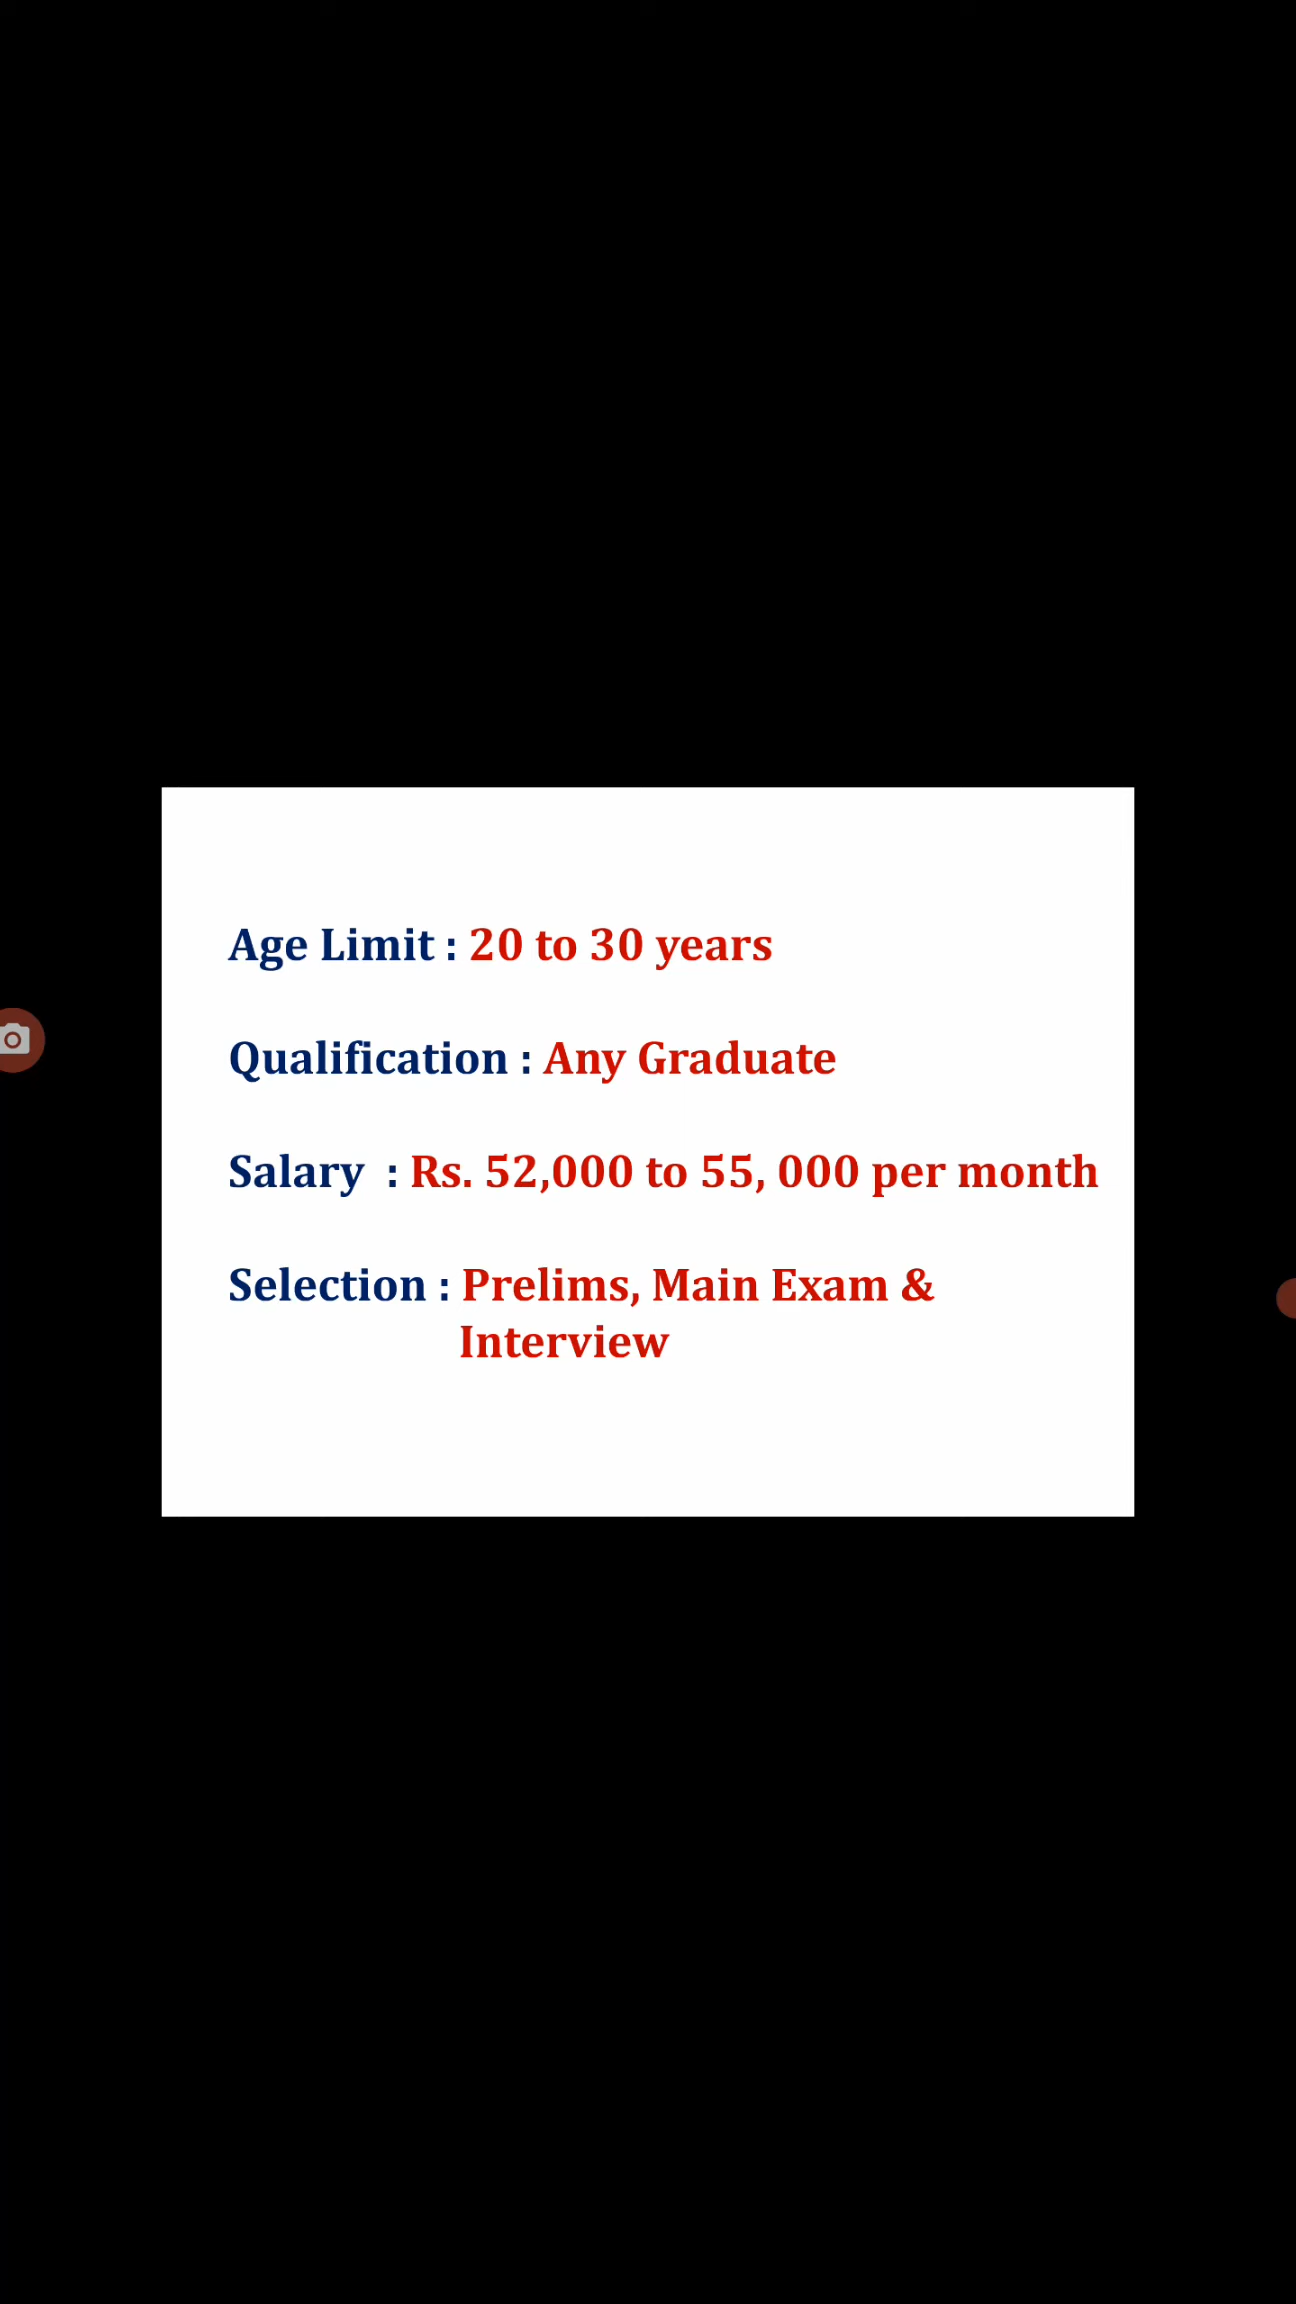 Age Limit : 20 to 30 years
Qualification : Any Graduate
Salary : Rs. 52,000 to 55, 000 per month
Selection : Prelims, Main Exam &
Interview